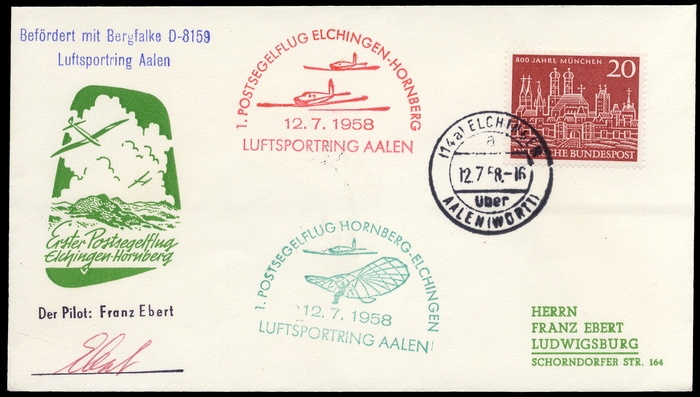 Befördert mit Bergfalke D-8159
Luftsportring Aalen
Erster Postsegelflug
Elchingen-Hornberg
Der Pilot: Franz Ebert
Ebert
1. POSTSEGELFLUG ELCHINGEN-HORNBERG
12.7.1958
LUFTSPORTRING AALEN
1. POSTSEGELFLUG HORNBERG-ELCHINGEN
12.7.1958
LUFTSPORTRING AALEN
800 JAHRE MÜNCHEN
20
DEUTSCHE BUNDESPOST
(14a) ELCHINGEN
a
12.7.58.-16
über
AALEN(WÜRTT)
HERRN
FRANZ EBERT
LUDWIGSBURG
SCHORNDORFER STR. 164